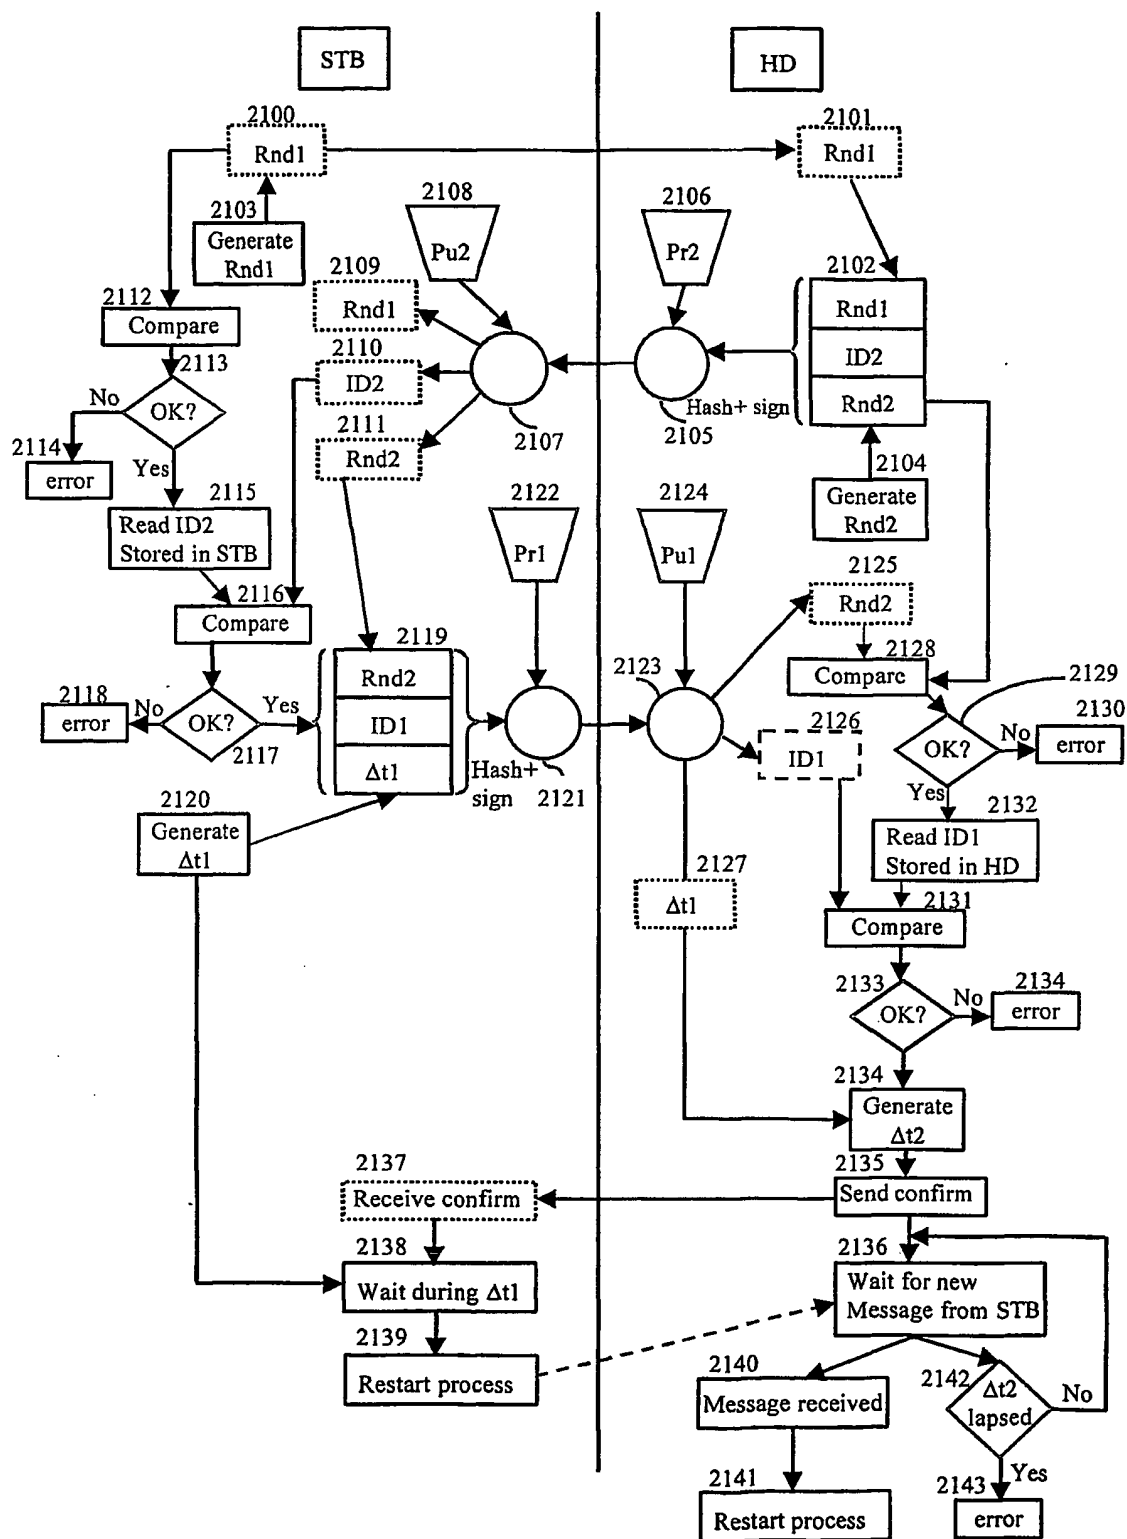 STB
HD
2100
Rnd1
2101
Rnd1
2103
Generate
Rnd1
2108
Pu2
2106
Pr2
2102
Rnd1
ID2
Rnd2
2109
Rnd1
2112
Compare
2113
OK?
No
Yes
2110
ID2
2107
2105
Hash+ sign
2111
Rnd2
2114
error
2104
Generate
Rnd2
2115
Read ID2
Stored in STB
2122
Pr1
2124
Pu1
2125
Rnd2
2116
Compare
2119
Rnd2
ID1
Δt1
2123
2128
Compare
2129
2118
error
No
OK?
Yes
2117
Hash+
sign
2121
2126
ID1
OK?
No
2130
error
Yes
2120
Generate
Δt1
2132
Read ID1
Stored in HD
2127
Δt1
2131
Compare
2133
OK?
No
2134
error
2134
Generate
Δt2
2135
Send confirm
2137
Receive confirm
2138
Wait during Δt1
2136
Wait for new
Message from STB
2139
Restart process
2140
Message received
2142
Δt2
lapsed
No
Yes
2141
Restart process
2143
error